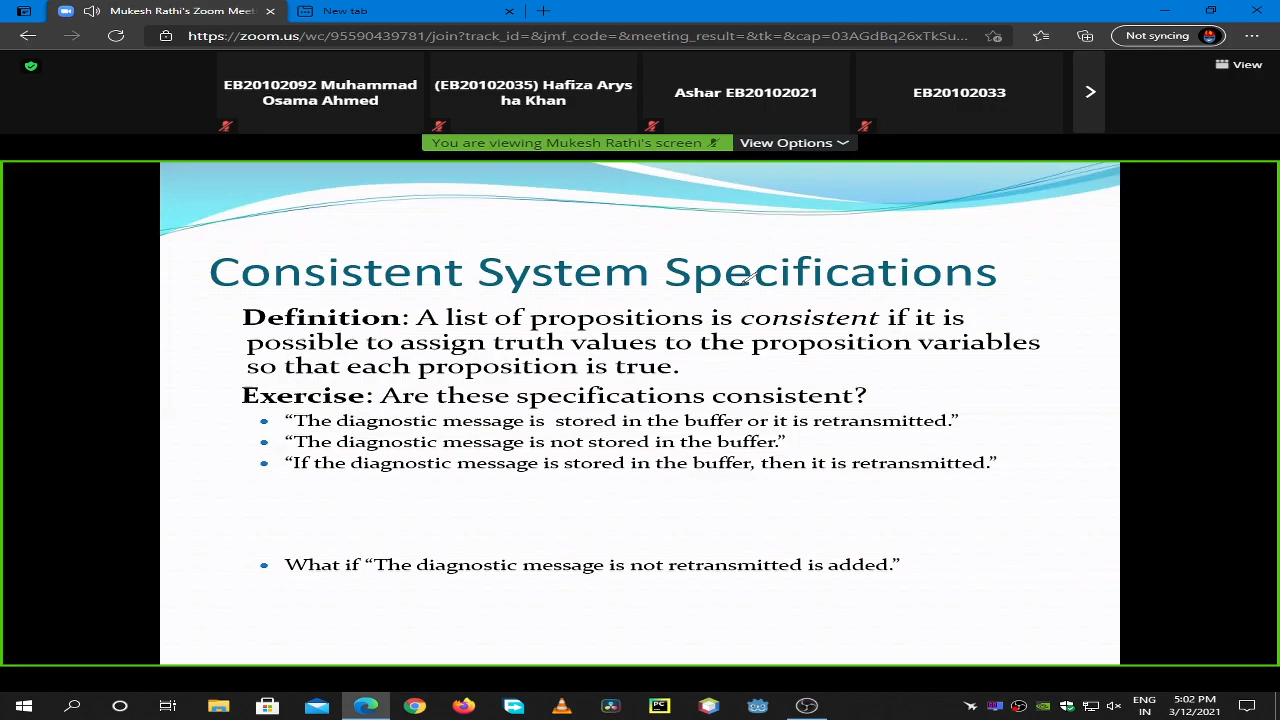 Mukesh Rathi's Zoom Meet
New tab
https://zoom.us/wc/95590439781/join?track_id=&jmf_code=&meeting_result=&tk=&cap=03AGdBq26xTkSu...
Not syncing
View
EB20102092 Muhammad
Osama Ahmed
(EB20102035) Hafiza Arys
ha Khan
Ashar EB20102021
EB20102033
You are viewing Mukesh Rathi's screen
View Options
Consistent System Specifications
Definition: A list of propositions is consistent if it is
possible to assign truth values to the proposition variables
so that each proposition is true.
Exercise: Are these specifications consistent?
“The diagnostic message is  stored in the buffer or it is retransmitted.”
“The diagnostic message is not stored in the buffer.”
“If the diagnostic message is stored in the buffer, then it is retransmitted.”
What if “The diagnostic message is not retransmitted is added.”
PC
ENG
IN
5:02 PM
3/12/2021